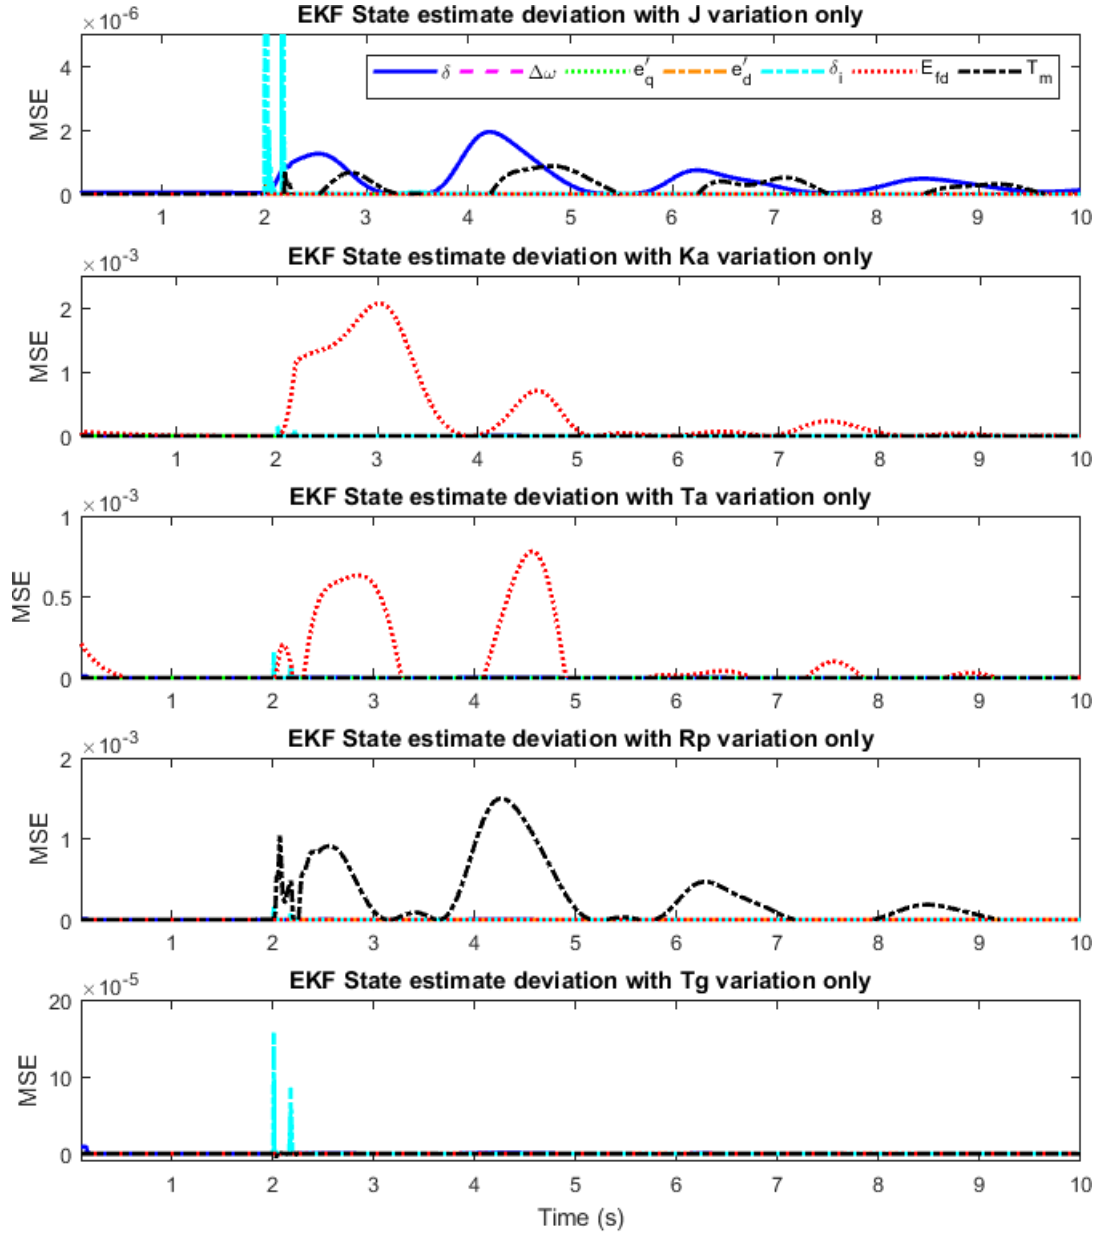 EKF State estimate deviation with J variation only
×10⁻⁶
MSE
4
2
0
δ Δω e′q e′d δi Efd Tm
1 2 3 4 5 6 7 8 9 10
EKF State estimate deviation with Ka variation only
×10⁻³
MSE
2
1
0
1 2 3 4 5 6 7 8 9 10
EKF State estimate deviation with Ta variation only
×10⁻³
MSE
1
0.5
0
1 2 3 4 5 6 7 8 9 10
EKF State estimate deviation with Rp variation only
×10⁻³
MSE
2
1
0
1 2 3 4 5 6 7 8 9 10
EKF State estimate deviation with Tg variation only
×10⁻⁵
MSE
20
10
0
1 2 3 4 5 6 7 8 9 10
Time (s)